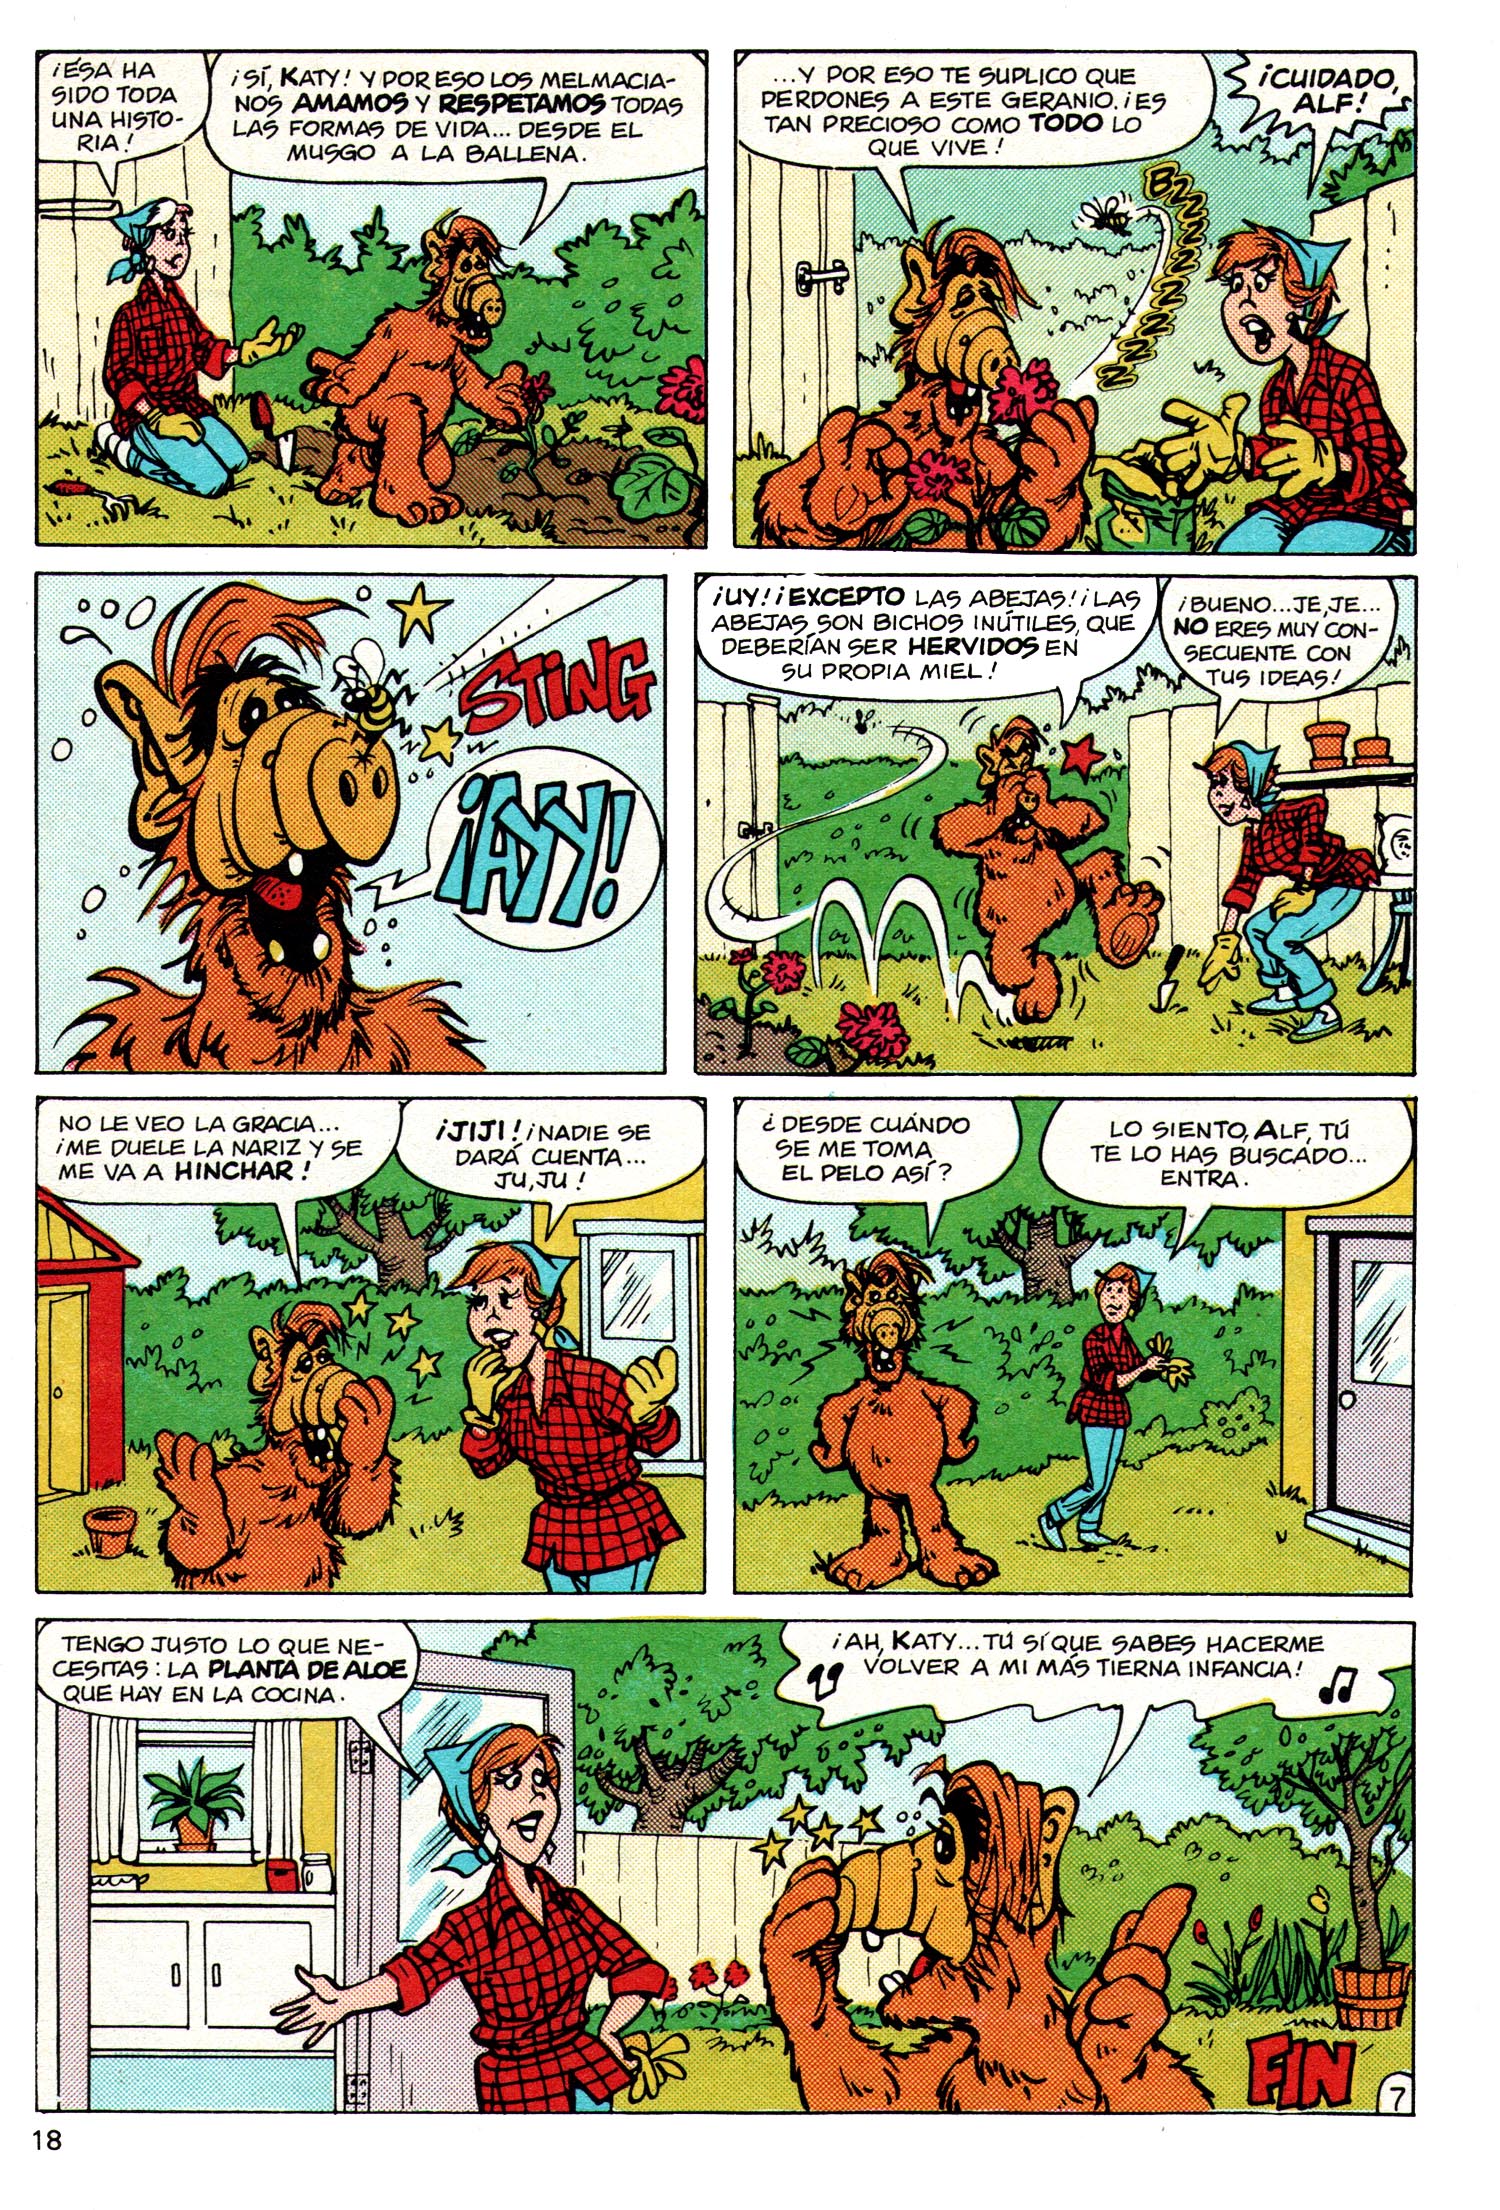 ¡ESA HA
SIDO TODA
UNA HISTO-
RIA!
¡SÍ, KATY! Y POR ESO LOS MELMACIA-
NOS AMAMOS Y RESPETAMOS TODAS
LAS FORMAS DE VIDA... DESDE EL
MUSGO A LA BALLENA.
...Y POR ESO TE SUPLICO QUE
PERDONES A ESTE GERANIO. ¡ES
TAN PRECIOSO COMO TODO LO
QUE VIVE!
BZZZZZZZZZZ
¡CUIDADO,
ALF!
STING
¡AYY!
¡UY! ¡EXCEPTO LAS ABEJAS! ¡LAS
ABEJAS SON BICHOS INÚTILES, QUE
DEBERÍAN SER HERVIDOS EN
SU PROPIA MIEL!
¡BUENO... JE, JE...
NO ERES MUY CON-
SECUENTE CON
TUS IDEAS!
NO LE VEO LA GRACIA...
¡ME DUELE LA NARIZ Y SE
ME VA A HINCHAR!
¡JIJI! ¡NADIE SE
DARÁ CUENTA...
JU, JU!
¿DESDE CUÁNDO
SE ME TOMA
EL PELO ASÍ?
LO SIENTO, ALF, TÚ
TE LO HAS BUSCADO...
ENTRA.
TENGO JUSTO LO QUE NE-
CESITAS: LA PLANTA DE ALOE
QUE HAY EN LA COCINA.
¡AH, KATY... TÚ SÍ QUE SABES HACERME
VOLVER A MI MÁS TIERNA INFANCIA!
FIN
7
18